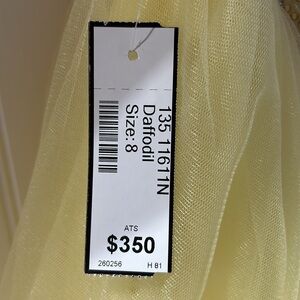 135 11611N
Daffodil
Size: 8
ATS
$350
260256 H 81